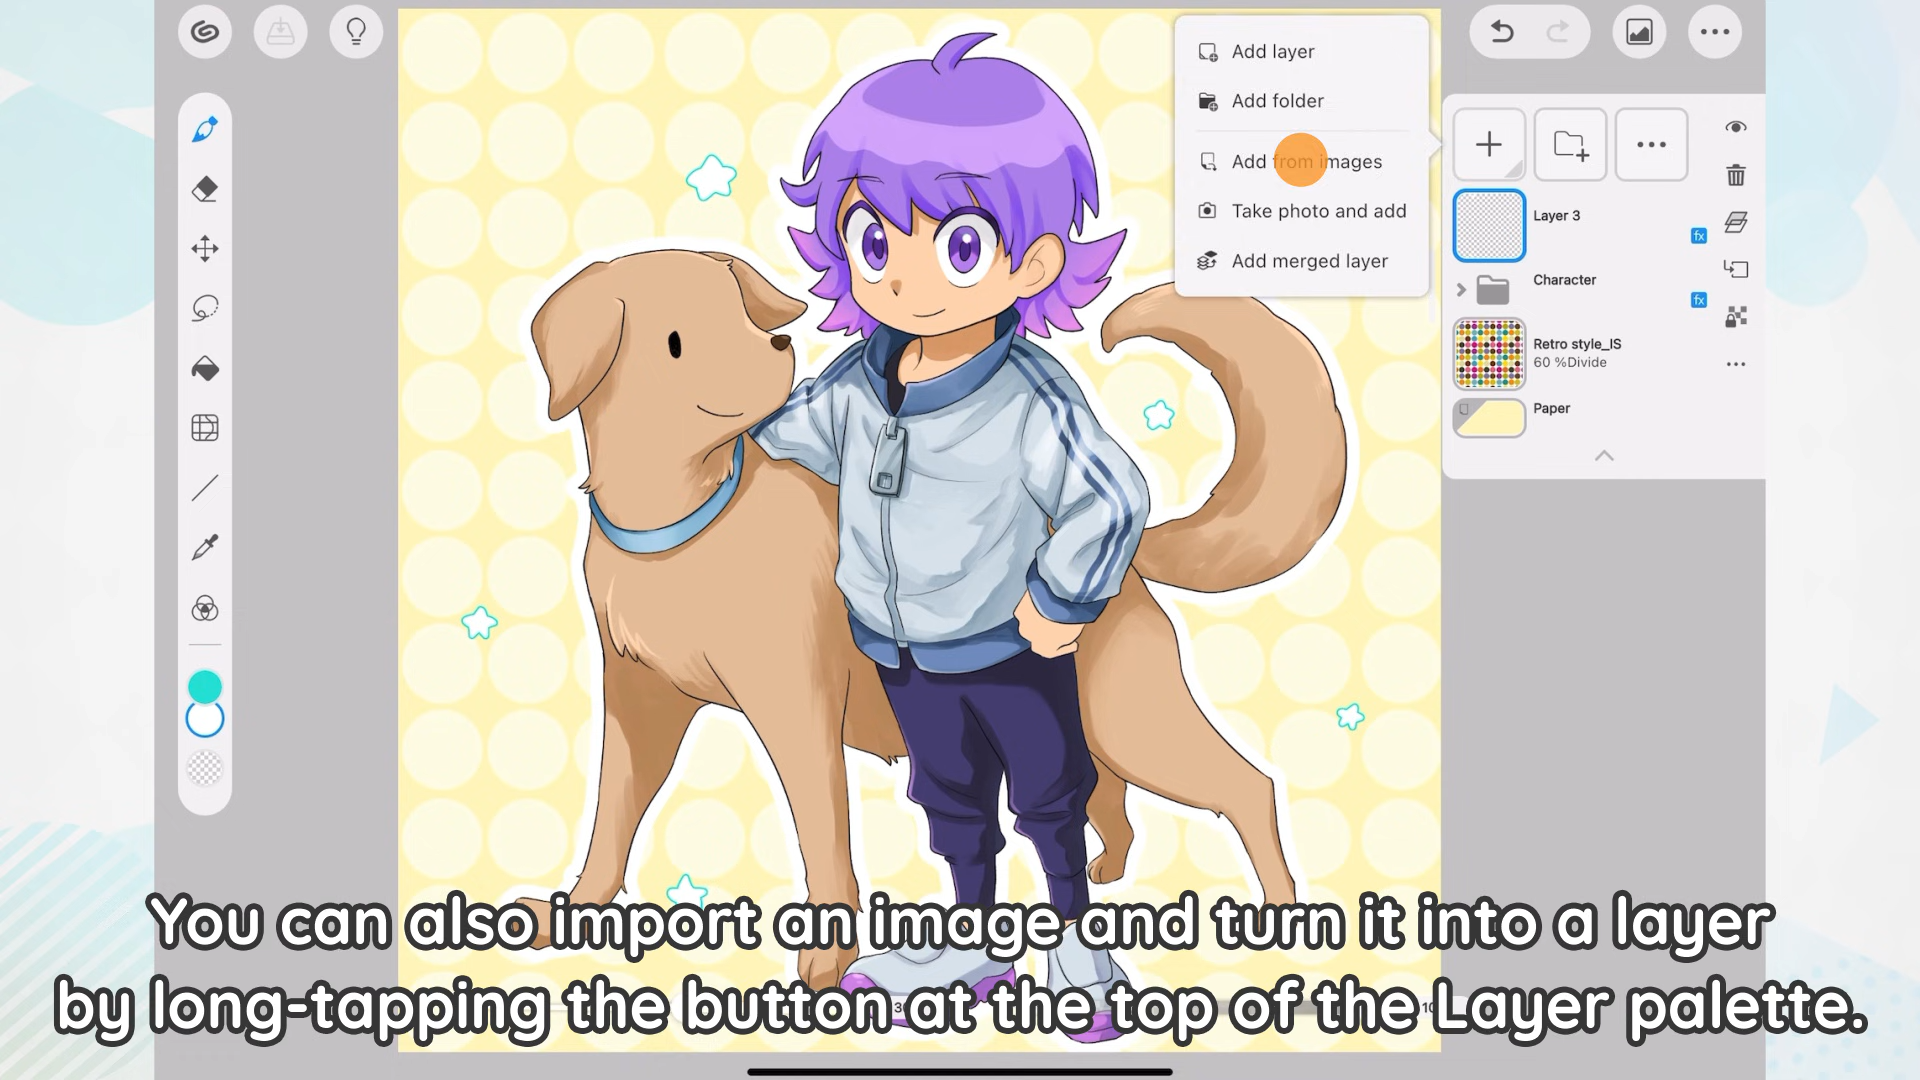 Add layer
Add folder
Add from images
Take photo and add
Add merged layer
Layer 3
fx
Character
fx
Retro style_IS
60 %Divide
Paper
You can also import an image and turn it into a layer
by long-tapping the button at the top of the Layer palette.